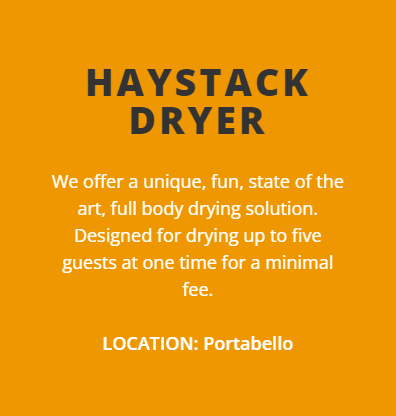 HAYSTACK
DRYER
We offer a unique, fun, state of the
art, full body drying solution.
Designed for drying up to five
guests at one time for a minimal
fee.
LOCATION: Portabello